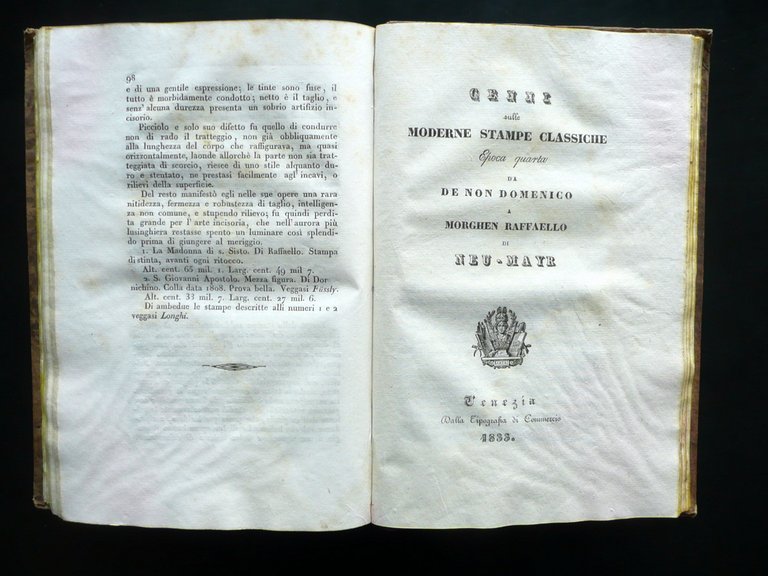 98
e di una gentile espressione; le tinte sono fuse, il
tutto è morbidamente condotto; netto è il taglio, e
senz'alcuna durezza presenta un sobrio artifizio in-
cisorio.
Picciolo e solo suo difetto fu quello di condurre
non di rado il tratteggio, non già obbliquamente
alla lunghezza del corpo che raffigurava, ma quasi
orizzontalmente, laonde allorchè la parte non sia trat-
teggiata di scorcio, riesce di uno stile alquanto du-
ro e stentato, ne prestasi facilmente agl'incavi, o
rilievi della superficie.
Del resto manifestò egli nelle sue opere una rara
nitidezza, fermezza e robustezza di taglio, intelligen-
za non comune, e stupendo rilievo; fu quindi perdi-
ta grande per l'arte incisoria, che nell'aurora più
lusinghiera restasse spento un luminare così splendi-
do prima di giungere al meriggio.
1. La Madonna di s. Sisto. Di Raffaello. Stampa
distinta, avanti ogni ritocco.
Alt. cent. 65 mil. 1. Larg. cent. 49 mil 7.
2. S. Giovanni Apostolo. Mezza figura. Di Dor
nichino. Colla data 1808. Prova bella. Veggasi Füssly.
Alt. cent. 33 mil. 7. Larg. cent. 27 mil. 6.
Di ambedue le stampe descritte alli numeri 1 e 2
veggasi Longhi.
CENNI
sulle
MODERNE STAMPE CLASSICHE
Epoca quarta
DA
DE NON DOMENICO
A
MORGHEN RAFFAELLO
DI
NEU-MAYR
Venezia
Dalla Tipografia di Commercio
1833.